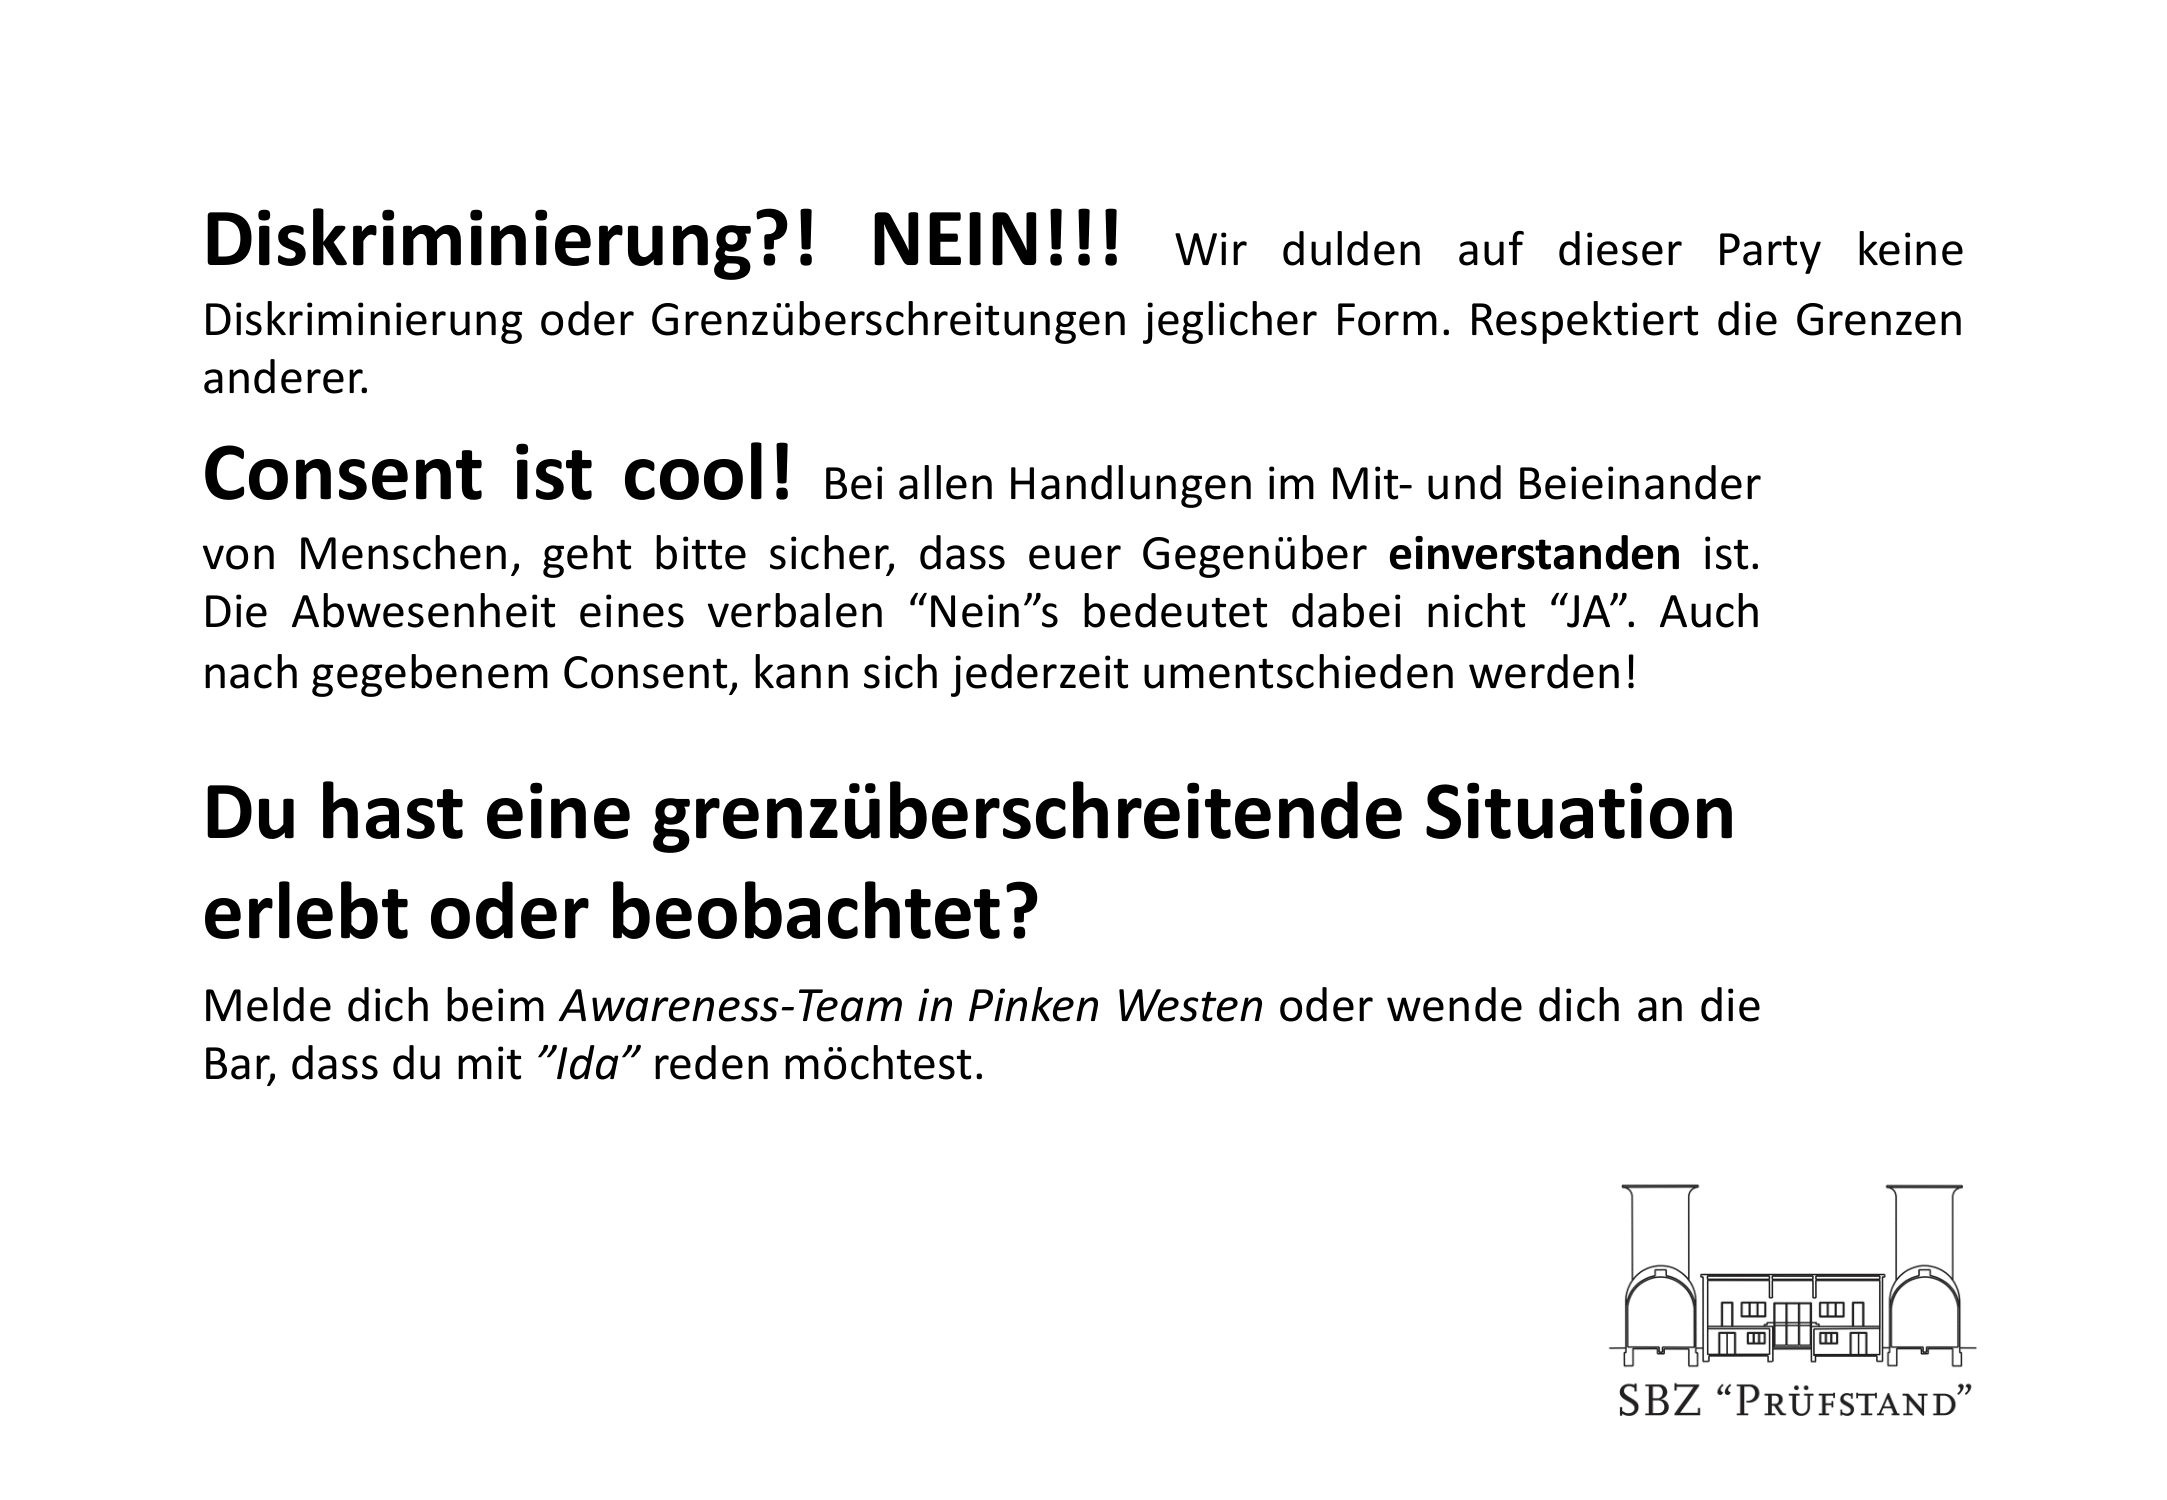 Diskriminierung?! NEIN!!! Wir dulden auf dieser Party keine
Diskriminierung oder Grenzüberschreitungen jeglicher Form. Respektiert die Grenzen
anderer.
Consent ist cool! Bei allen Handlungen im Mit- und Beieinander
von Menschen, geht bitte sicher, dass euer Gegenüber einverstanden ist.
Die Abwesenheit eines verbalen “Nein”s bedeutet dabei nicht “JA”. Auch
nach gegebenem Consent, kann sich jederzeit umentschieden werden!
Du hast eine grenzüberschreitende Situation
erlebt oder beobachtet?
Melde dich beim Awareness-Team in Pinken Westen oder wende dich an die
Bar, dass du mit ”Ida” reden möchtest.
SBZ “PRÜFSTAND”